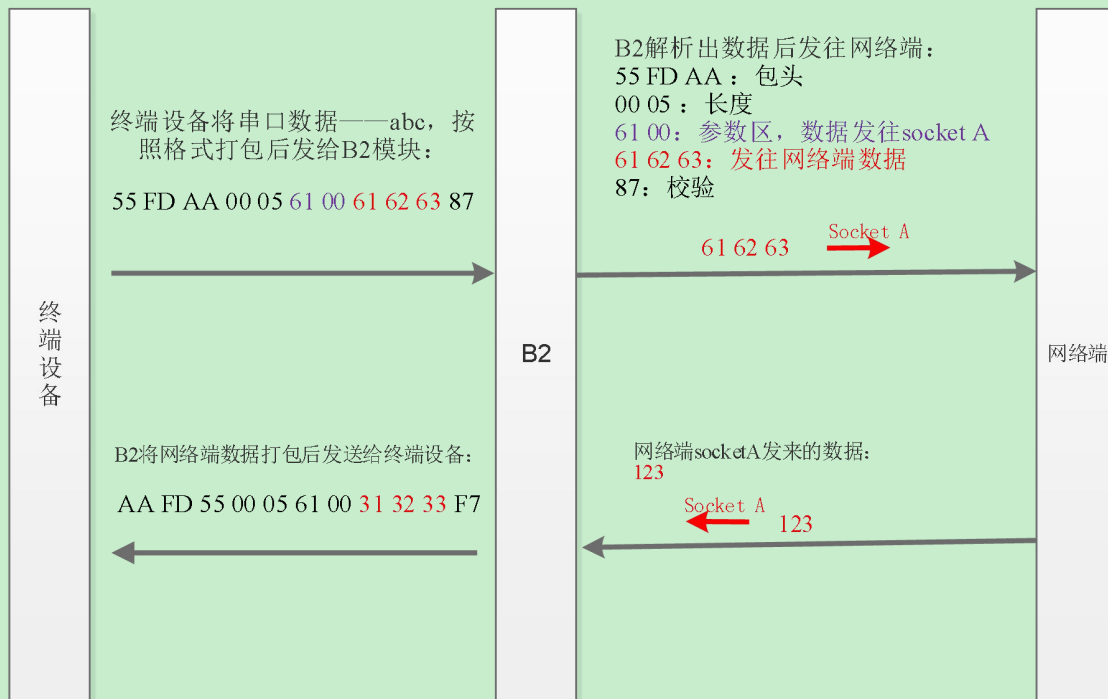 终端设备将串口数据——abc，按
照格式打包后发给B2模块：
55 FD AA 00 05 61 00 61 62 63 87
B2解析出数据后发往网络端：
55 FD AA： 包头
00 05： 长度
61 00：参数区，数据发往socket A
61 62 63：发往网络端数据
87：校验
61 62 63
Socket A
终端设备
B2
网络端
B2将网络端数据打包后发送给终端设备：
AA FD 55 00 05 61 00 31 32 33 F7
网络端socketA发来的数据：
123
Socket A
123